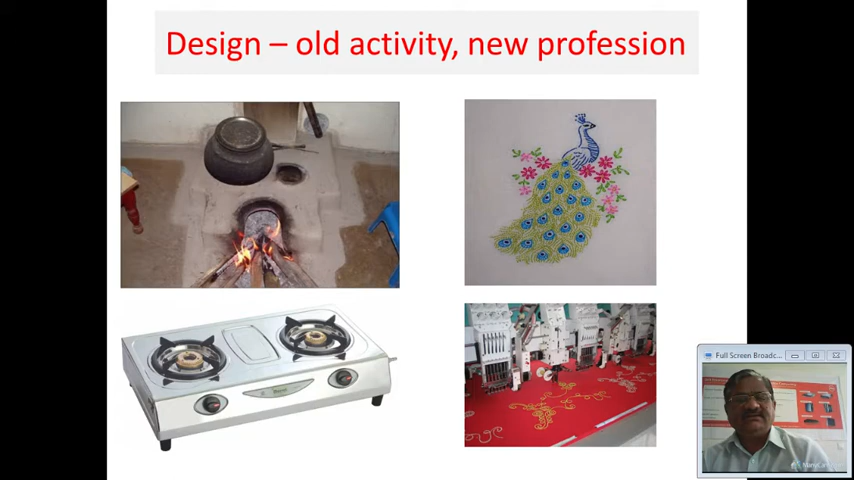 Design – old activity, new profession
Full Screen Broadc...